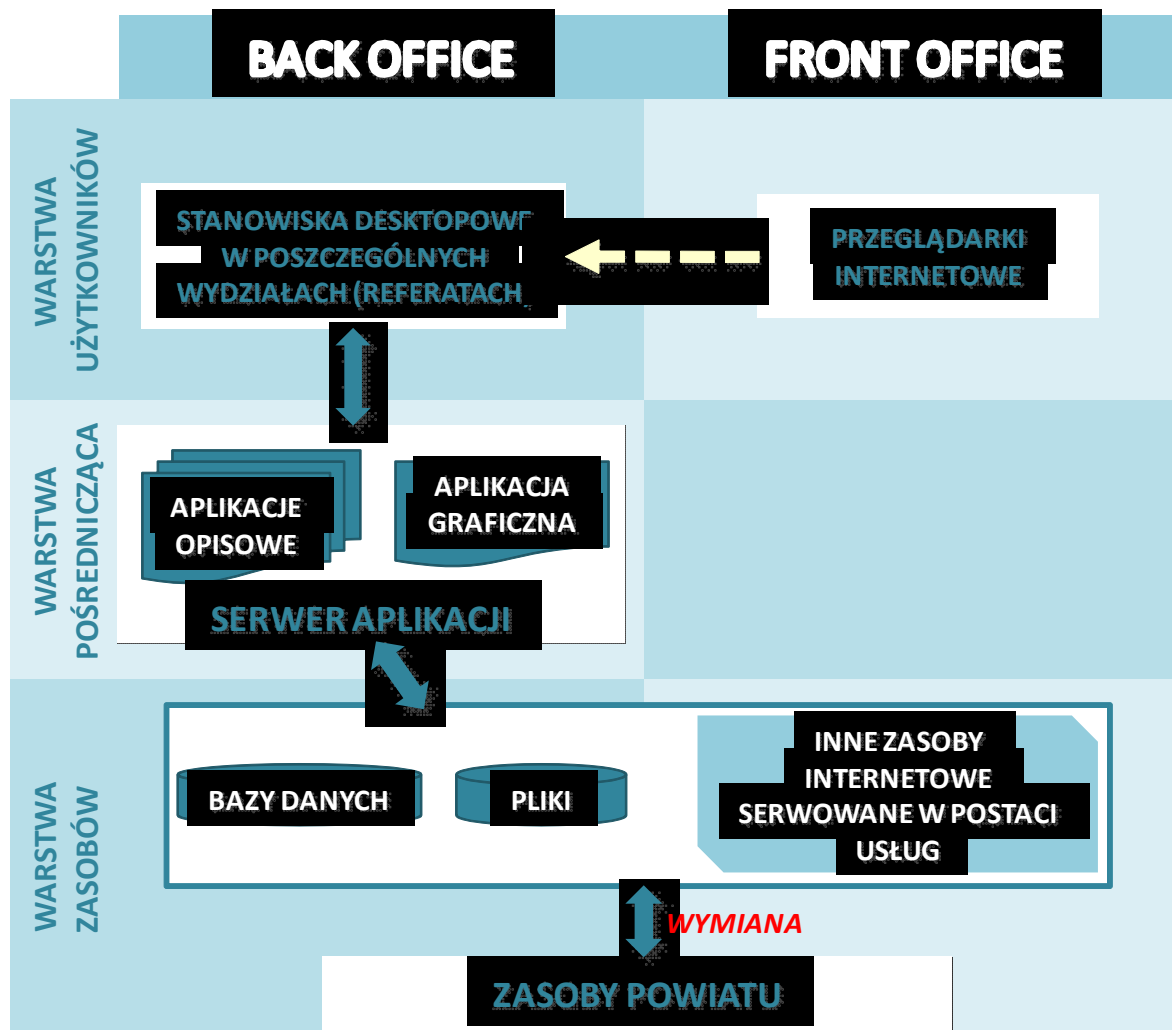 BACK OFFICE
FRONT OFFICE
WARSTWA
UŻYTKOWNIKÓW
STANOWISKA DESKTOPOWE
W POSZCZEGÓLNYCH
WYDZIAŁACH (REFERATACH)
PRZEGLĄDARKI
INTERNETOWE
WARSTWA
POŚREDNICZĄCA
APLIKACJE
OPISOWE
APLIKACJA
GRAFICZNA
SERWER APLIKACJI
WARSTWA
ZASOBÓW
BAZY DANYCH
PLIKI
INNE ZASOBY
INTERNETOWE
SERWOWANE W POSTACI
USŁUG
WYMIANA
ZASOBY POWIATU